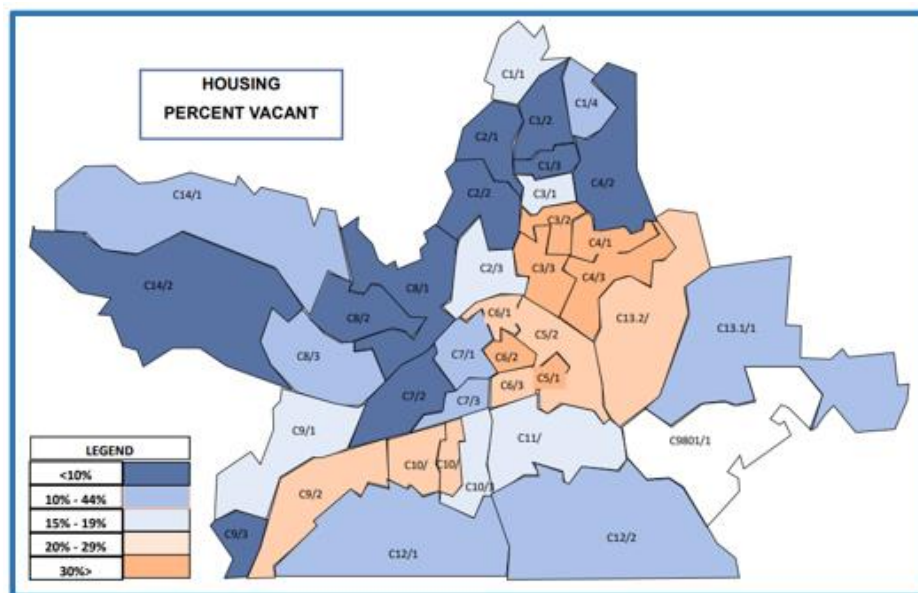 HOUSING
PERCENT VACANT
C1/1
C1/4
C1/2
C2/1
C1/3
C4/2
C14/1
C2/2
C3/1
C3/2
C4/1
C2/3
C3/3
C4/3
C14/2
C8/1
C8/2
C6/1
C5/2
C13.2/
C13.1/1
C8/3
C7/1
C6/2
C5/1
C7/2
C6/3
C7/3
C9/1
C11/
C9801/1
LEGEND
<10%
10% - 44%
15% - 19%
20% - 29%
30%>
C10/
C10/
C10/3
C9/2
C9/3
C12/1
C12/2